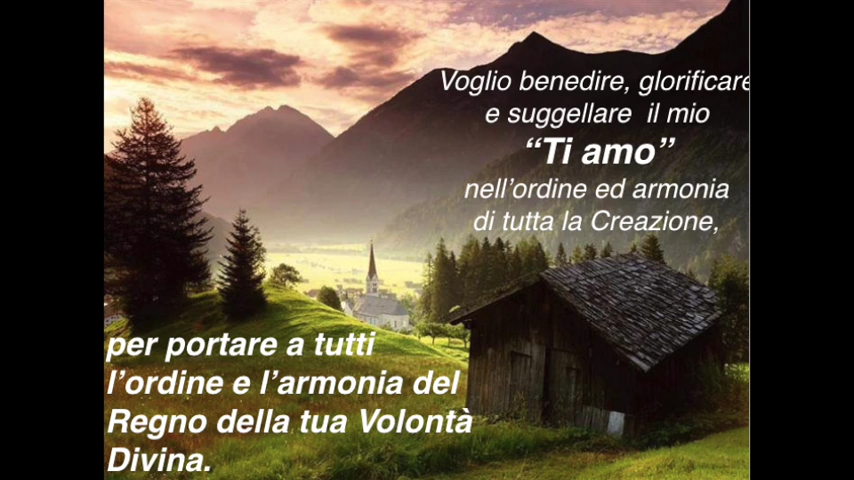 Voglio benedire, glorificare
e suggellare il mio
“Ti amo”
nell’ordine ed armonia
di tutta la Creazione,
per portare a tutti
l’ordine e l’armonia del
Regno della tua Volontà
Divina.